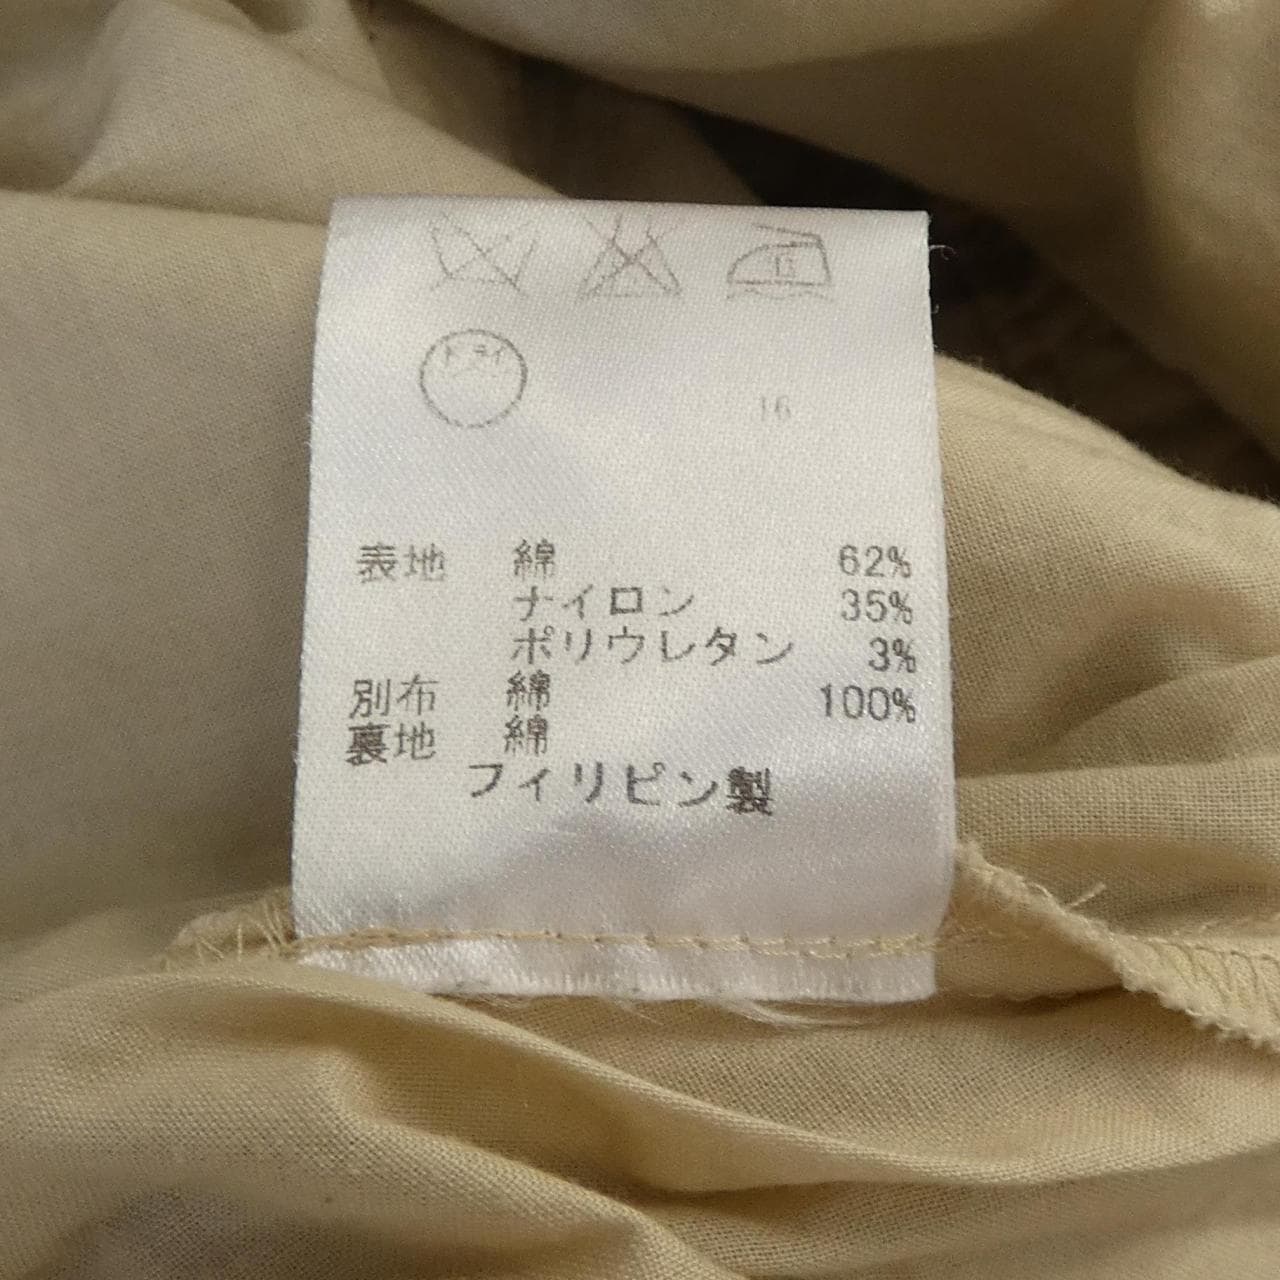 ドライ
16
表地 綿 62%
ナイロン 35%
ポリウレタン 3%
別布 綿 100%
裏地 綿
フィリピン製